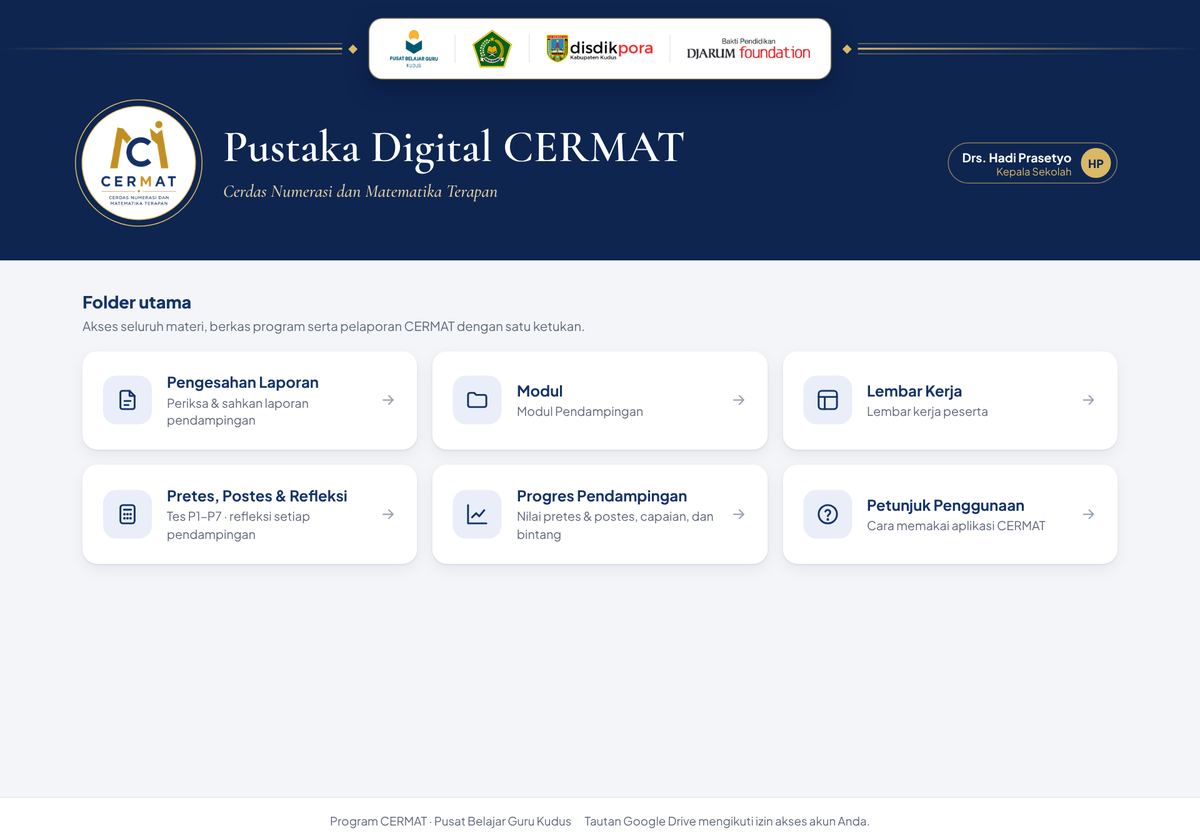 PUSAT BELAJAR GURU
KUDUS
disdikpora
Kabupaten Kudus
Bakti Pendidikan
DJARUM foundation
CERMAT
CERDAS NUMERASI DAN
MATEMATIKA TERAPAN
Pustaka Digital CERMAT
Cerdas Numerasi dan Matematika Terapan
Drs. Hadi Prasetyo
Kepala Sekolah
HP
Folder utama
Akses seluruh materi, berkas program serta pelaporan CERMAT dengan satu ketukan.
Pengesahan Laporan
Periksa & sahkan laporan
pendampingan
Modul
Modul Pendampingan
Lembar Kerja
Lembar kerja peserta
Pretes, Postes & Refleksi
Tes P1–P7 · refleksi setiap
pendampingan
Progres Pendampingan
Nilai pretes & postes, capaian, dan
bintang
Petunjuk Penggunaan
Cara memakai aplikasi CERMAT
Program CERMAT · Pusat Belajar Guru Kudus
Tautan Google Drive mengikuti izin akses akun Anda.